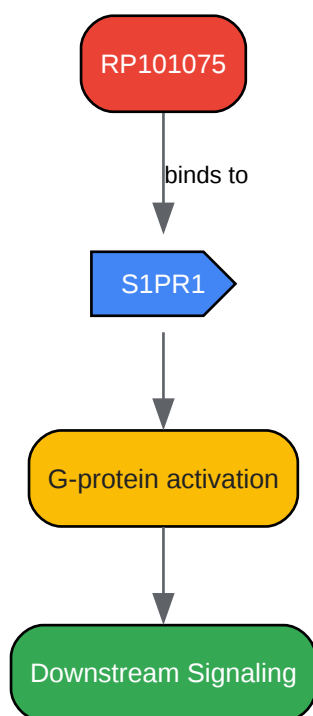 RP101075
binds to
S1PR1
G-protein activation
Downstream Signaling